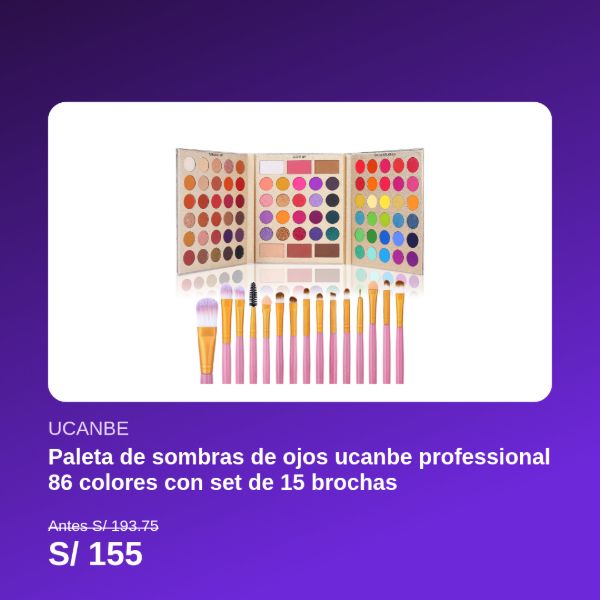 UCANBE
Paleta de sombras de ojos ucanbe professional
86 colores con set de 15 brochas
Antes S/ 193.75
S/ 155